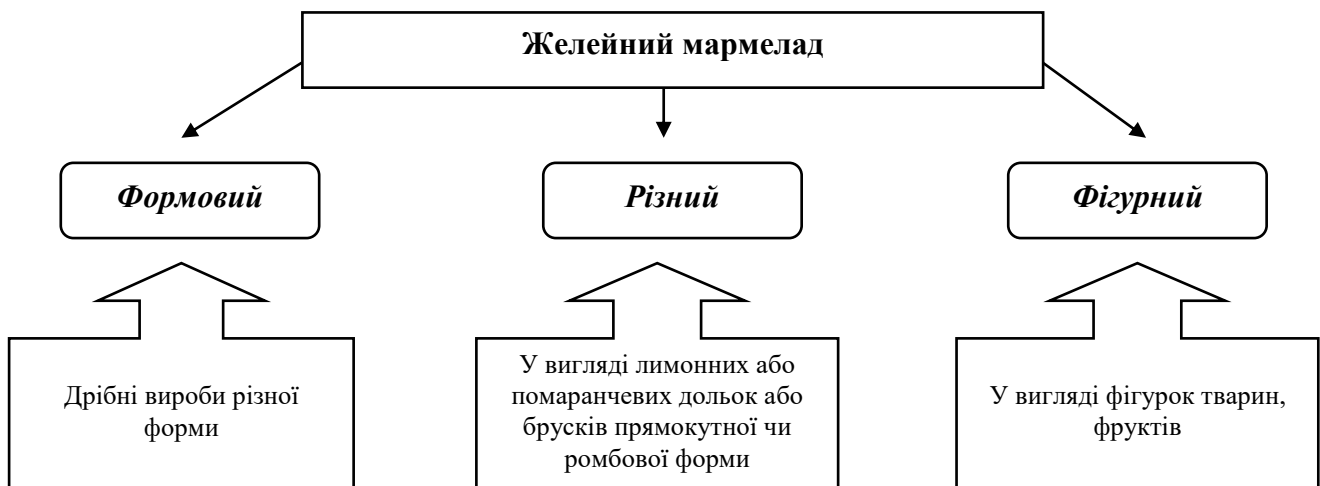 Желейний мармелад
Формовий
Різний
Фігурний
Дрібні вироби різної
форми
У вигляді лимонних або
помаранчевих дольок або
брусків прямокутної чи
ромбової форми
У вигляді фігурок тварин,
фруктів